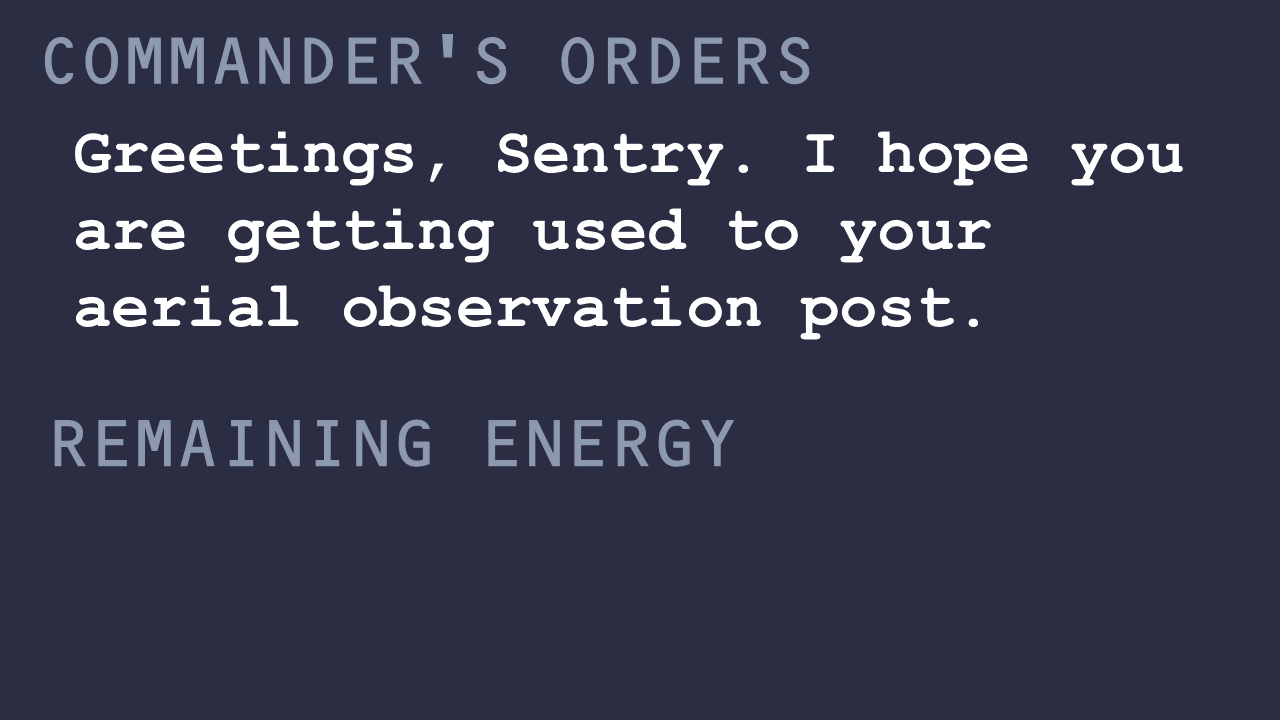 COMMANDER'S ORDERS
Greetings, Sentry. I hope you
are getting used to your
aerial observation post.
REMAINING ENERGY